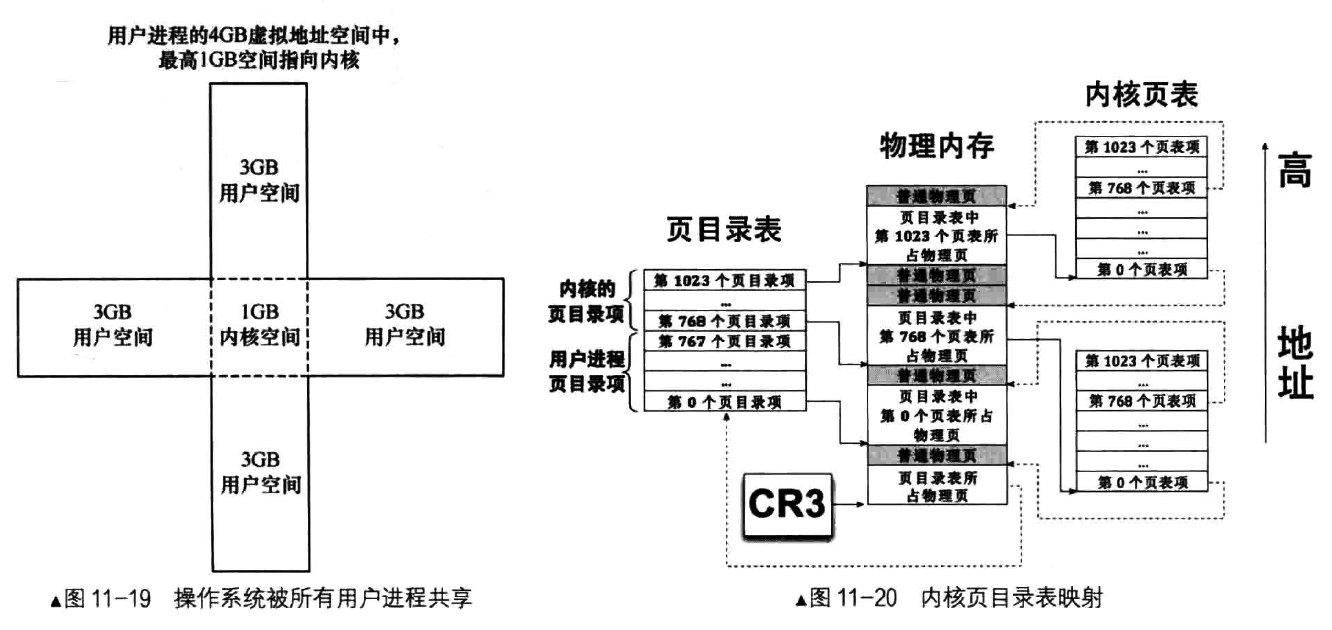 用户进程的4GB虚拟地址空间中,
最高1GB空间指向内核
3GB
用户空间
3GB
用户空间
1GB
内核空间
3GB
用户空间
3GB
用户空间
▲图 11-19 操作系统被所有用户进程共享
页目录表
内核的
页目录项
用户进程
页目录项
第 1023 个页目录项
...
第 768 个页目录项
第 767 个页目录项
...
...
第 0 个页目录项
物理内存
普通物理页
页目录表中
第 1023 个页表所
占物理页
普通物理页
普通物理页
页目录表中
第 768 个页表所
占物理页
普通物理页
页目录表中
第 0 个页表所占
物理页
普通物理页
页目录表所
占物理页
CR3
内核页表
第 1023 个页表项
...
第 768 个页表项
...
...
...
第 0 个页表项
第 1023 个页表项
...
第 768 个页表项
...
...
...
第 0 个页表项
高
地
址
▲图 11-20 内核页目录表映射